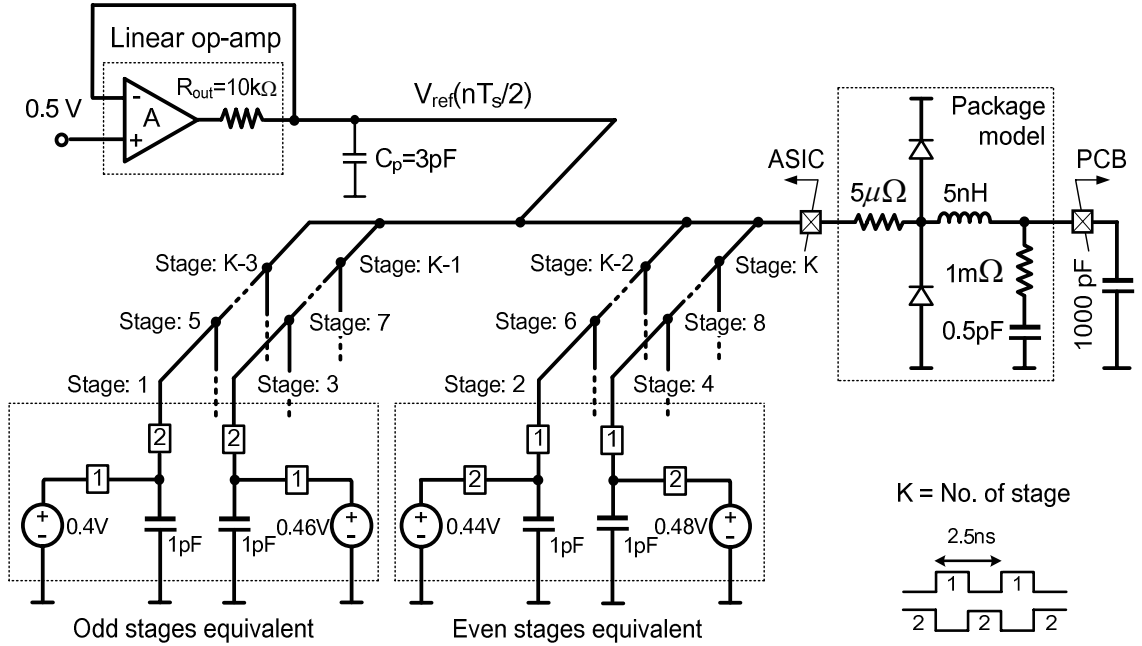 Linear op-amp
R_out=10kΩ
0.5 V
-
A
+
V_ref(nT_s/2)
C_p=3pF
Package
model
ASIC
PCB
5μΩ
5nH
1mΩ
0.5pF
1000 pF
Stage: K-3
Stage: K-1
K-2
Stage: K
Stage: 5
Stage: 7
Stage: 6
Stage: 8
Stage: 1
Stage: 3
Stage: 2
Stage: 4
2
2
1
1
1
1
2
2
+
-
0.4V
1pF
1pF
0.46V
+
-
+
-
0.44V
1pF
1pF
0.48V
+
-
Odd stages equivalent
Even stages equivalent
K = No. of stage
2.5ns
1
1
2
2
2